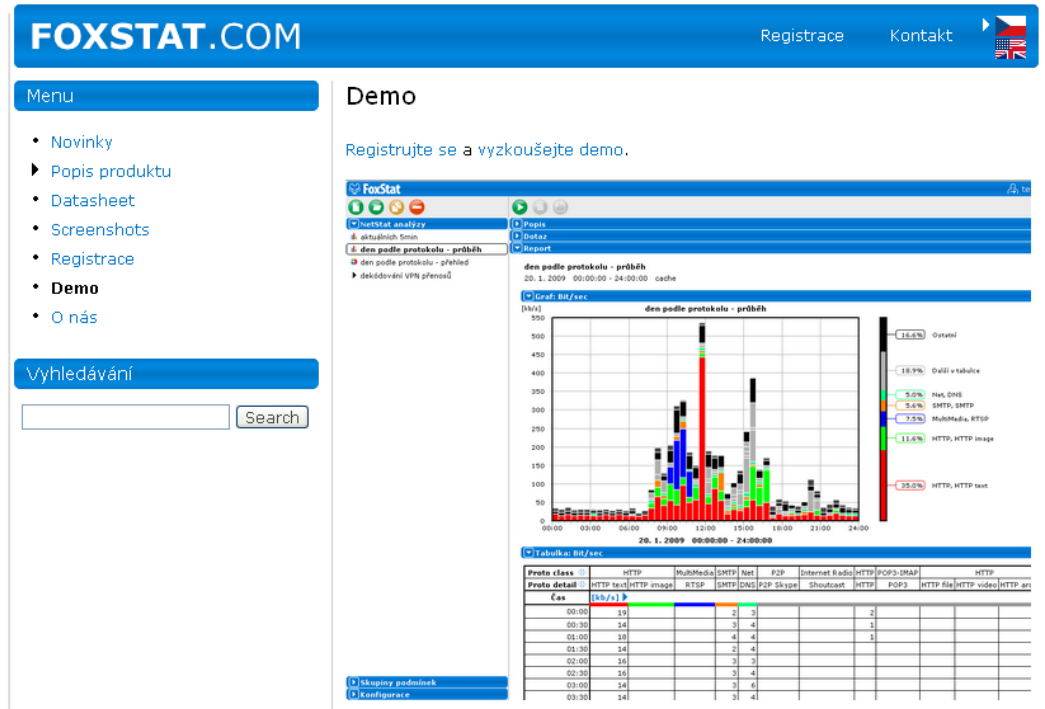 FOXSTAT.COM
Registrace
Kontakt
Menu
Novinky
Popis produktu
Datasheet
Screenshots
Registrace
Demo
O nás
Vyhledávání
Search
Demo
Registrujte se a vyzkoušejte demo.
FoxStat
te
NetStat analýzy
aktuálních 5min
den podle protokolu - průběh
den podle protokolu - přehled
dekódování VPN přenosů
Skupiny podmínek
Konfigurace
Popis
Dotaz
Report
den podle protokolu - průběh
20. 1. 2009 00:00:00 - 24:00:00 cache
Graf: Bit/sec
[kb/s] den podle protokolu - průběh
550
500
450
400
350
300
250
200
150
100
50
0
00:00 03:00 06:00 09:00 12:00 15:00 18:00 21:00 24:00
20. 1. 2009 00:00:00 - 24:00:00
16.6% Ostatní
18.9% Další v tabulce
5.0% Net, DNS
5.6% SMTP, SMTP
7.5% MultiMedia, RTSP
11.6% HTTP, HTTP image
35.0% HTTP, HTTP text
Tabulka: Bit/sec
Proto class HTTP MultiMedia SMTP Net P2P Internet Radio HTTP POP3-IMAP HTTP
Proto detail HTTP text HTTP image RTSP SMTP DNS P2P Skype Shoutcast HTTP POP3 HTTP file HTTP video HTTP arc
Čas [kb/s]
00:00 19 2 3 2
00:30 14 3 4 1
01:00 18 4 4 1
01:30 14 2 4
02:00 16 3 3
02:30 16 3 4
03:00 14 3 6
03:30 14 3 4